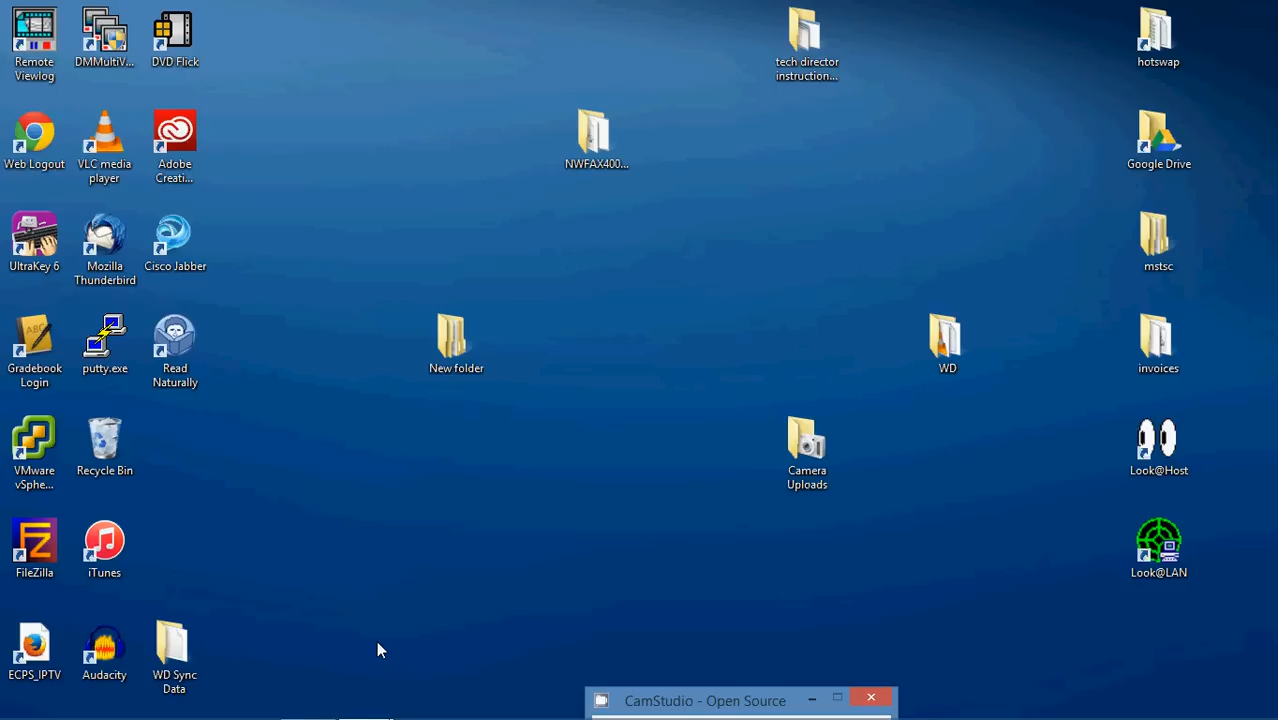 Remote
Viewlog
DMMultiV...
DVD Flick
tech director
instruction...
hotswap
Web Logout
VLC media
player
Adobe
Creati...
NWFAX400...
Google Drive
UltraKey 6
Mozilla
Thunderbird
Cisco Jabber
mstsc
ABC
Gradebook
Login
putty.exe
Read
Naturally
New folder
WD
invoices
VMware
vSphe...
Recycle Bin
Camera
Uploads
Look@Host
FZ
FileZilla
iTunes
Look@LAN
ECPS_IPTV
Audacity
WD Sync
Data
CamStudio - Open Source